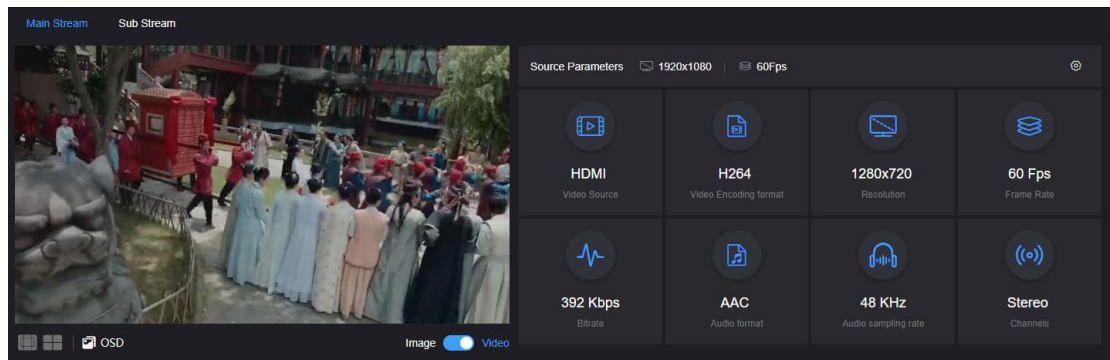 Main Stream Sub Stream
Source Parameters 1920x1080 60Fps
HDMI
Video Source
H264
Video Encoding format
1280x720
Resolution
60 Fps
Frame Rate
392 Kbps
Bitrate
AAC
Audio format
48 KHz
Audio sampling rate
Stereo
Channels
OSD
Image Video